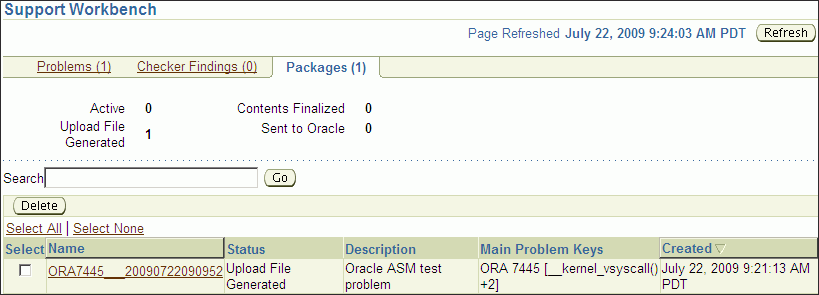 Support Workbench
Page Refreshed July 22, 2009 9:24:03 AM PDT Refresh
Problems (1) Checker Findings (0) Packages (1)
Active 0 Contents Finalized 0
Upload File Generated 1 Sent to Oracle 0
Search Go
Delete
Select All | Select None
Select Name Status Description Main Problem Keys Created
ORA7445___20090722090952 Upload File Generated Oracle ASM test problem ORA 7445 [__kernel_vsyscall()+2] July 22, 2009 9:21:13 AM PDT